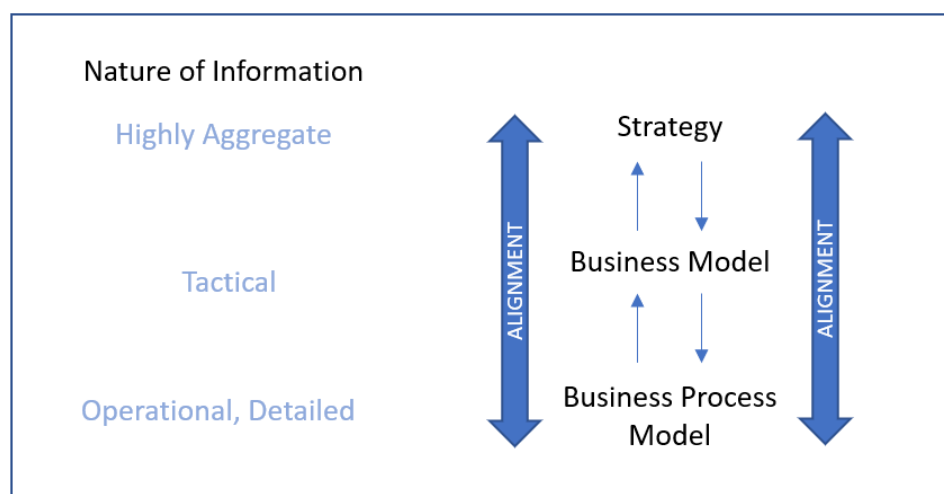 Nature of Information
Highly Aggregate
Strategy
ALIGNMENT
ALIGNMENT
Tactical
Business Model
Operational, Detailed
Business Process
Model